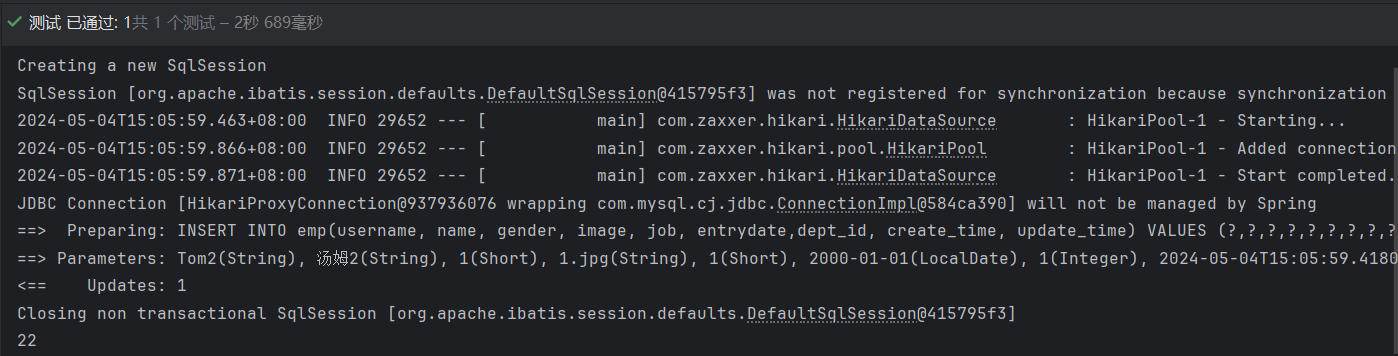 测试 已通过: 1共 1 个测试 – 2秒 689毫秒
Creating a new SqlSession
SqlSession [org.apache.ibatis.session.defaults.DefaultSqlSession@415795f3] was not registered for synchronization because synchronization
2024-05-04T15:05:59.463+08:00  INFO 29652 --- [           main] com.zaxxer.hikari.HikariDataSource       : HikariPool-1 - Starting...
2024-05-04T15:05:59.866+08:00  INFO 29652 --- [           main] com.zaxxer.hikari.pool.HikariPool        : HikariPool-1 - Added connection
2024-05-04T15:05:59.871+08:00  INFO 29652 --- [           main] com.zaxxer.hikari.HikariDataSource       : HikariPool-1 - Start completed.
JDBC Connection [HikariProxyConnection@937936076 wrapping com.mysql.cj.jdbc.ConnectionImpl@584ca390] will not be managed by Spring
==>  Preparing: INSERT INTO emp(username, name, gender, image, job, entrydate,dept_id, create_time, update_time) VALUES (?,?,?,?,?,?,?,?,?
==> Parameters: Tom2(String), 汤姆2(String), 1(Short), 1.jpg(String), 1(Short), 2000-01-01(LocalDate), 1(Integer), 2024-05-04T15:05:59.4180
<==    Updates: 1
Closing non transactional SqlSession [org.apache.ibatis.session.defaults.DefaultSqlSession@415795f3]
22